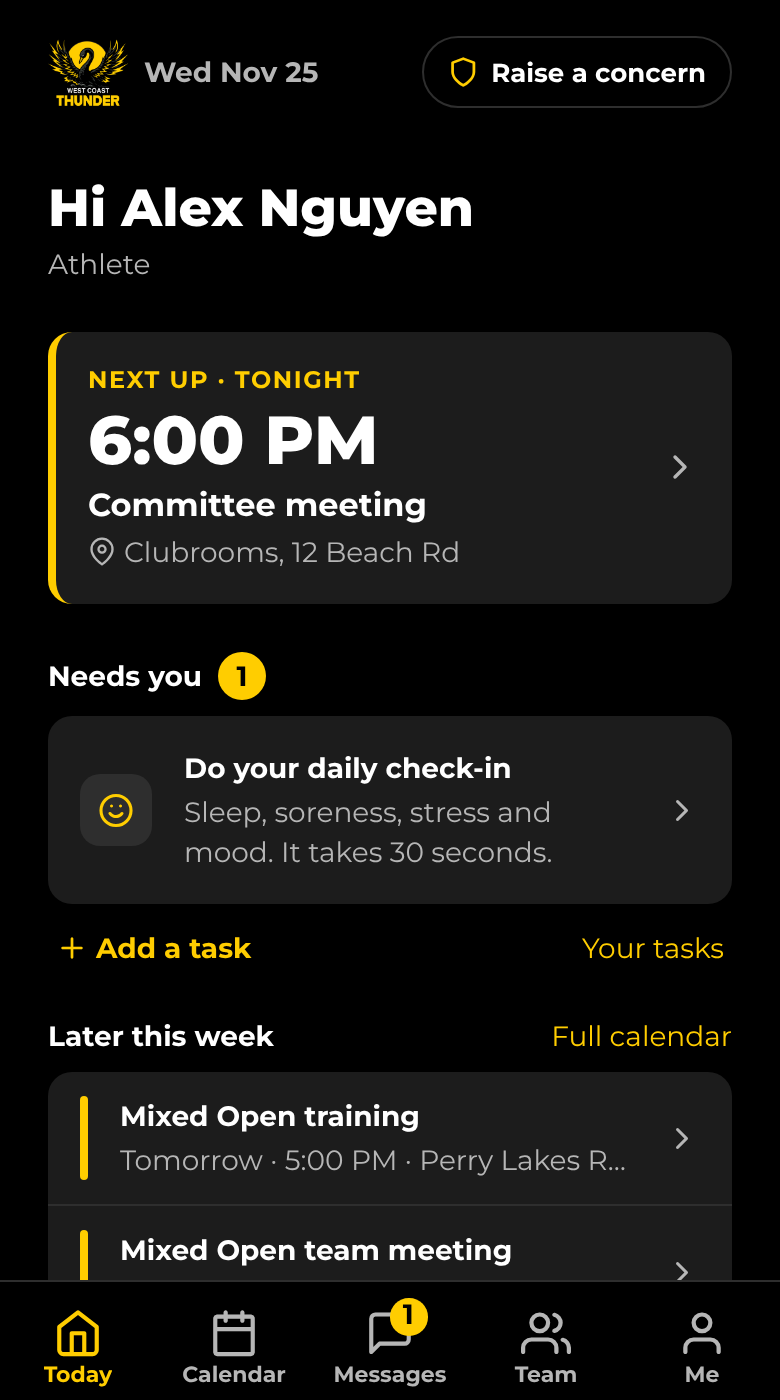 WEST COAST
THUNDER
Wed Nov 25
Raise a concern
Hi Alex Nguyen
Athlete
NEXT UP · TONIGHT
6:00 PM
Committee meeting
Clubrooms, 12 Beach Rd
Needs you 1
Do your daily check-in
Sleep, soreness, stress and
mood. It takes 30 seconds.
+ Add a task
Your tasks
Later this week
Full calendar
Mixed Open training
Tomorrow · 5:00 PM · Perry Lakes R...
Mixed Open team meeting
1
Today
Calendar
Messages
Team
Me